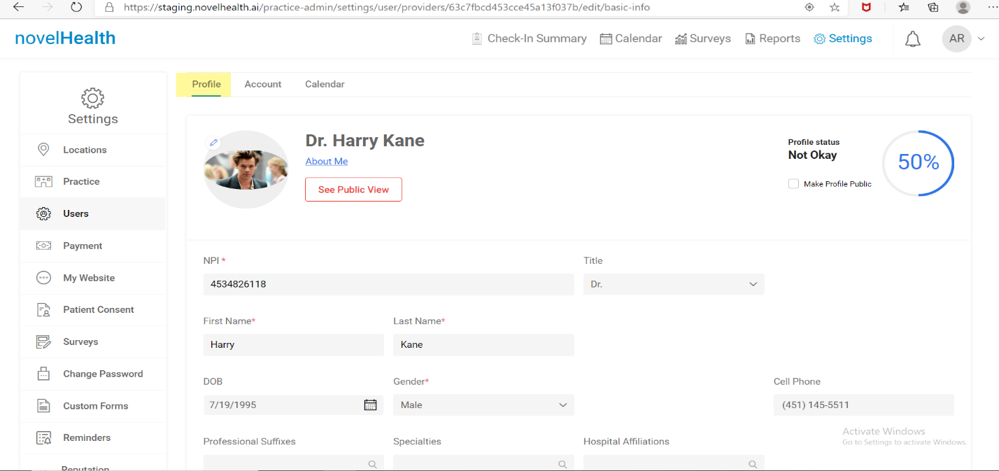 https://staging.novelhealth.ai/practice-admin/settings/user/providers/63c7fbcd453cce45a13f037b/edit/basic-info
novelHealth
Check-In Summary
Calendar
Surveys
Reports
Settings
AR
Settings
Locations
Practice
Users
Payment
My Website
Patient Consent
Surveys
Change Password
Custom Forms
Reminders
Reputation
Profile
Account
Calendar
Dr. Harry Kane
About Me
See Public View
Profile status
Not Okay
Make Profile Public
50%
NPI *
4534826118
Title
Dr.
First Name*
Harry
Last Name*
Kane
DOB
7/19/1995
Gender*
Male
Cell Phone
(451) 145-5511
Professional Suffixes
Specialties
Hospital Affiliations
Activate Windows
Go to Settings to activate Windows.